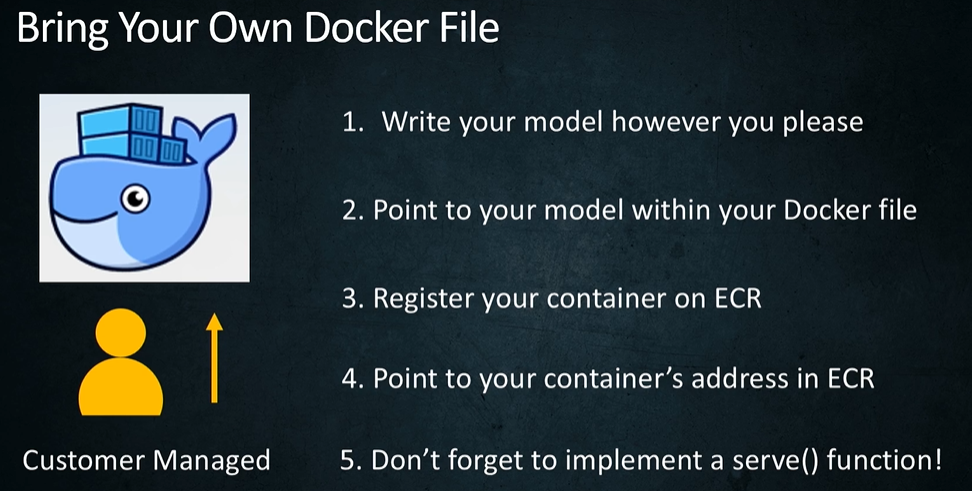 Bring Your Own Docker File
1. Write your model however you please
2. Point to your model within your Docker file
3. Register your container on ECR
4. Point to your container’s address in ECR
Customer Managed
5. Don’t forget to implement a serve() function!